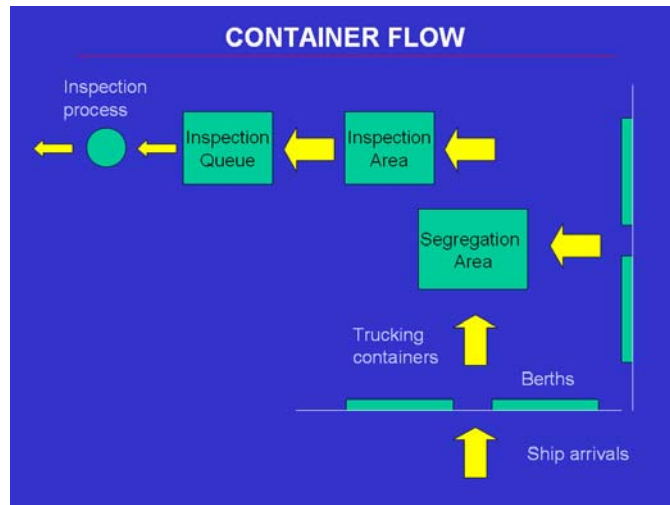 CONTAINER FLOW
Inspection
process
Inspection
Queue
Inspection
Area
Segregation
Area
Trucking
containers
Berths
Ship arrivals